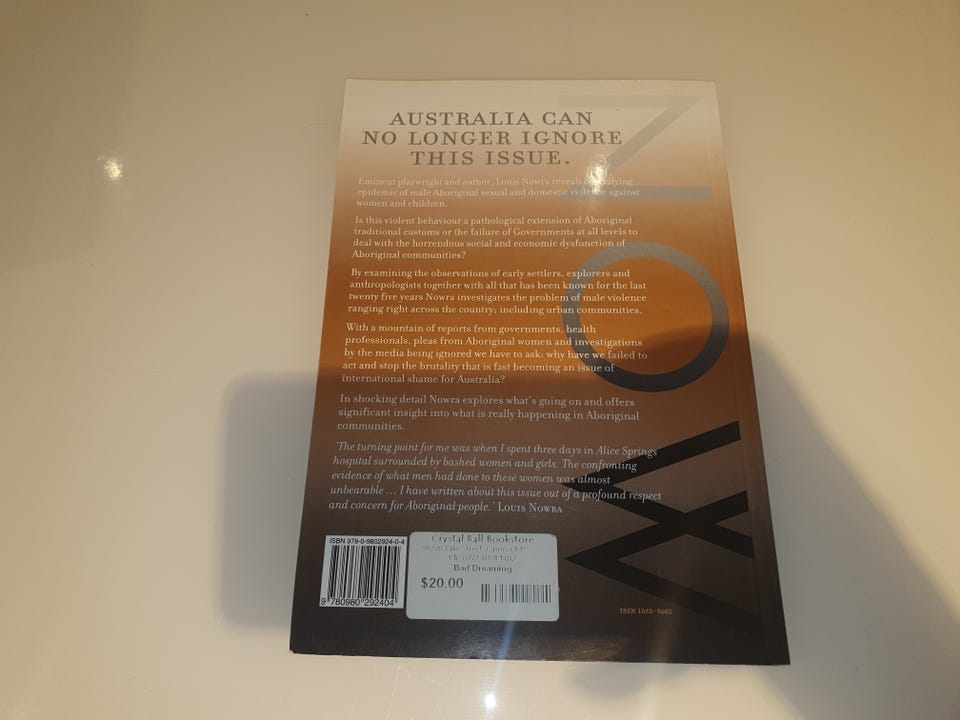 AUSTRALIA CAN
NO LONGER IGNORE
THIS ISSUE.
Eminent playwright and author, Louis Nowra reveals
epidemic of male Aboriginal sexual and domestic violence against
women and children.
Is this violent behaviour a pathological extension of Aboriginal
traditional customs or the failure of Governments at all levels to
deal with the horrendous social and economic dysfunction of
Aboriginal communities?
By examining the observations of early settlers, explorers and
anthropologists together with all that has been known for the last
twenty five years Nowra investigates the problem of male violence
ranging right across the country; including urban communities.
With a mountain of reports from governments, health
professionals, pleas from Aboriginal women and investigations
by the media being ignored we have to ask: why have we failed to
act and stop the brutality that is fast becoming an issue of
international shame for Australia?
In shocking detail Nowra explores what's going on and offers
significant insight into what is really happening in Aboriginal
communities.
'The turning point for me was when I spent three days in Alice Springs
hospital surrounded by bashed women and girls. The confronting
evidence of what men had done to these women was almost
unbearable ... I have written about this issue out of a profound respect
and concern for Aboriginal people.' LOUIS NOWRA
NOW
ISBN 978-0-9802924-0-4
9 780980 292404
Crystal Ball Bookstore
Bad Dreaming
$20.00